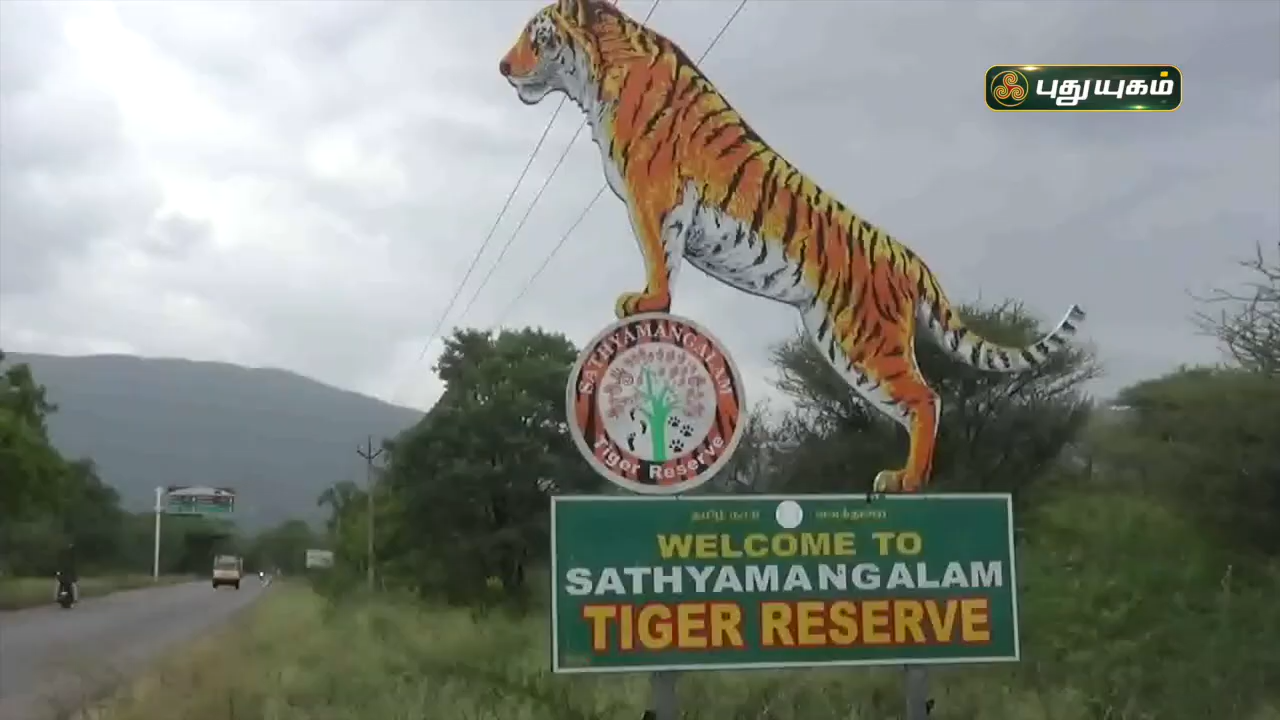 புதுயுகம்
SATHYAMANGALAM
Tiger Reserve
WELCOME TO
SATHYAMANGALAM
TIGER RESERVE